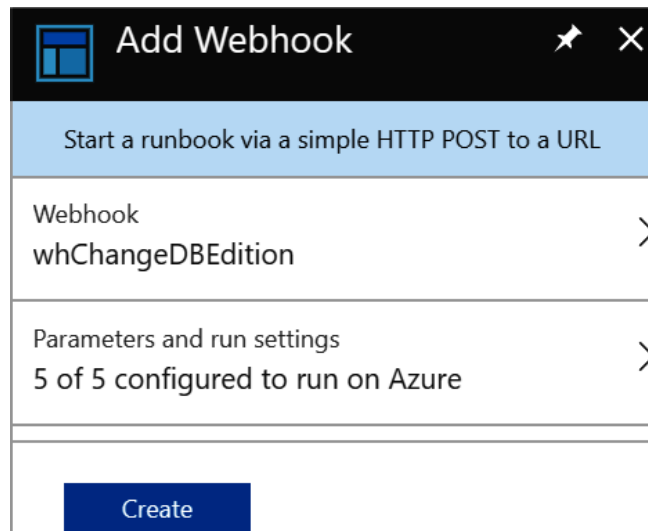 Add Webhook
Start a runbook via a simple HTTP POST to a URL
Webhook
whChangeDBEdition
Parameters and run settings
5 of 5 configured to run on Azure
Create